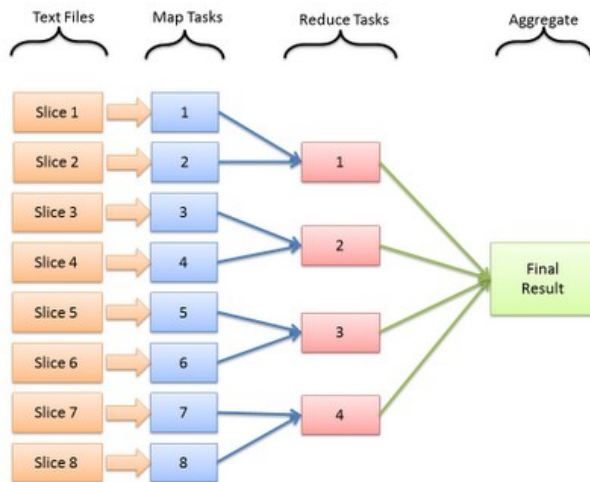 Text Files
Map Tasks
Reduce Tasks
Aggregate
Slice 1
1
Slice 2
2
1
Slice 3
3
Slice 4
4
2
Slice 5
5
Slice 6
6
3
Slice 7
7
Slice 8
8
4
Final
Result